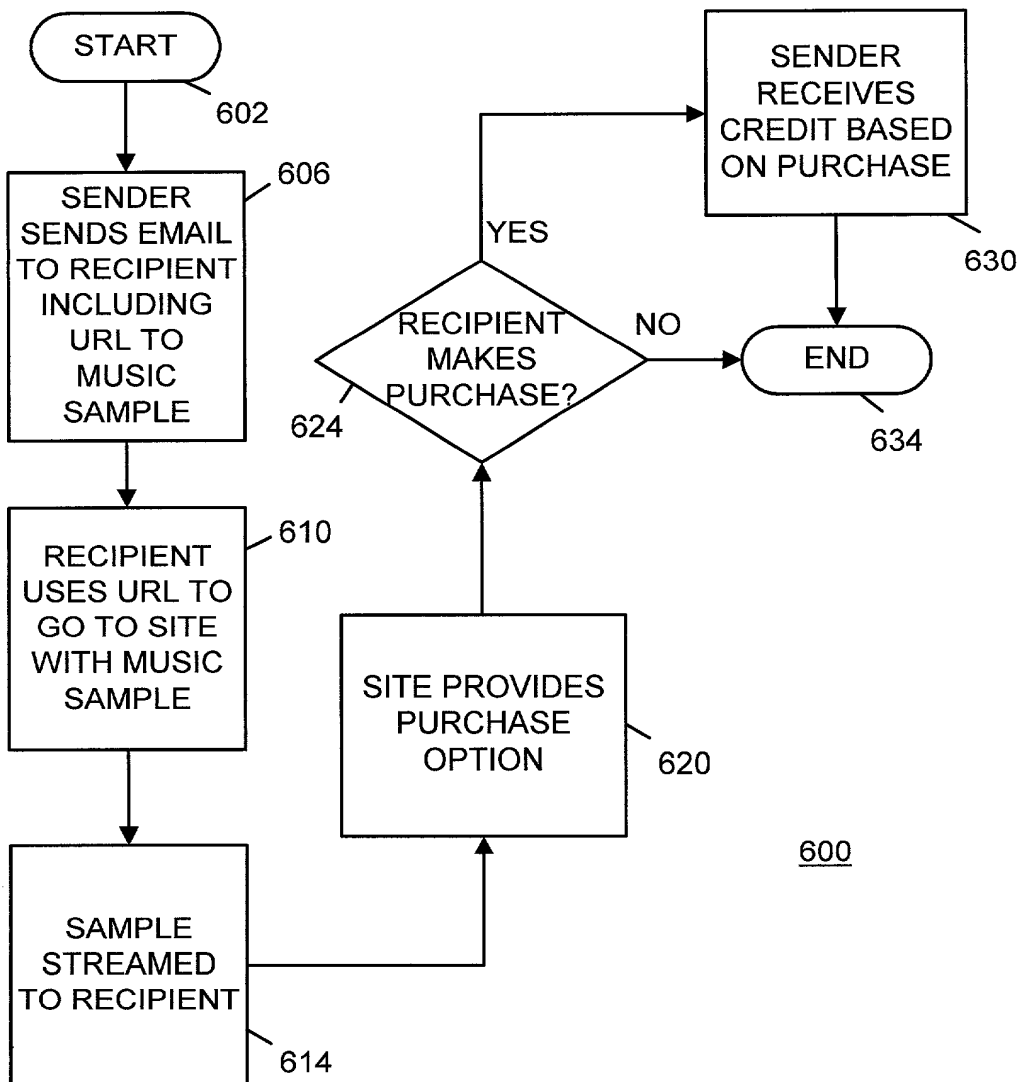 START
602
606
SENDER
SENDS EMAIL
TO RECIPIENT
INCLUDING
URL TO
MUSIC
SAMPLE
610
RECIPIENT
USES URL TO
GO TO SITE
WITH MUSIC
SAMPLE
SAMPLE
STREAMED
TO RECIPIENT
614
SITE PROVIDES
PURCHASE
OPTION
620
RECIPIENT
MAKES
PURCHASE?
624
YES
NO
SENDER
RECEIVES
CREDIT BASED
ON PURCHASE
630
END
634
600